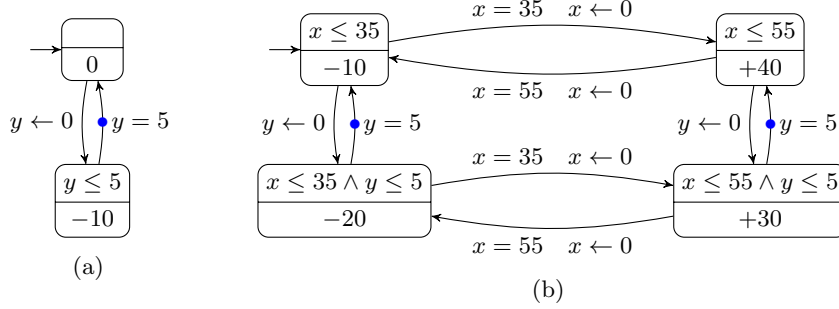 x = 35 x ← 0
x ≤ 35
x ≤ 55
0
−10
+40
x = 55 x ← 0
y ← 0
y = 5
y ← 0
y = 5
y ← 0
y = 5
y ≤ 5
x ≤ 35 ∧ y ≤ 5
x = 35 x ← 0
x ≤ 55 ∧ y ≤ 5
−10
−20
+30
x = 55 x ← 0
(a)
(b)